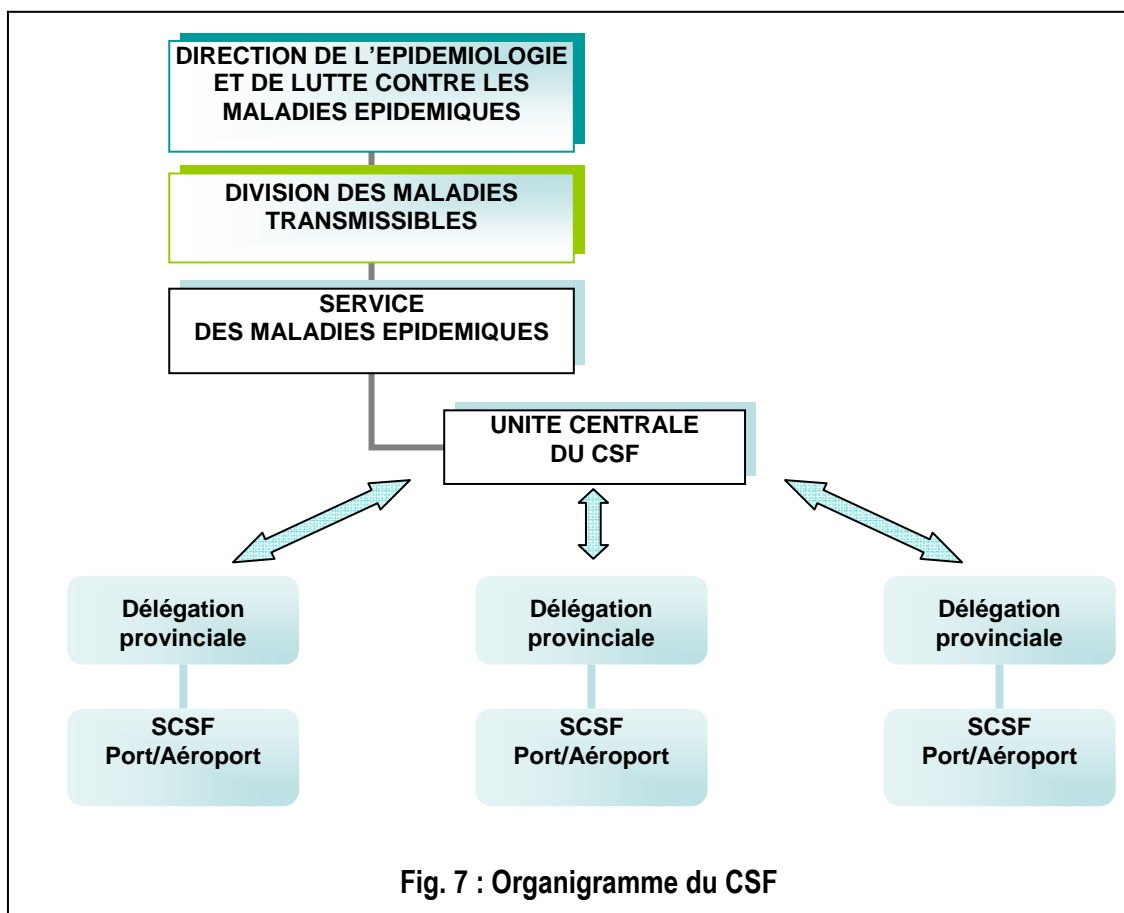 DIRECTION DE L’EPIDEMIOLOGIE
ET DE LUTTE CONTRE LES
MALADIES EPIDEMIQUES
DIVISION DES MALADIES
TRANSMISSIBLES
SERVICE
DES MALADIES EPIDEMIQUES
UNITE CENTRALE
DU CSF
Délégation
provinciale
Délégation
provinciale
Délégation
provinciale
SCSF
Port/Aéroport
SCSF
Port/Aéroport
SCSF
Port/Aéroport
Fig. 7 : Organigramme du CSF